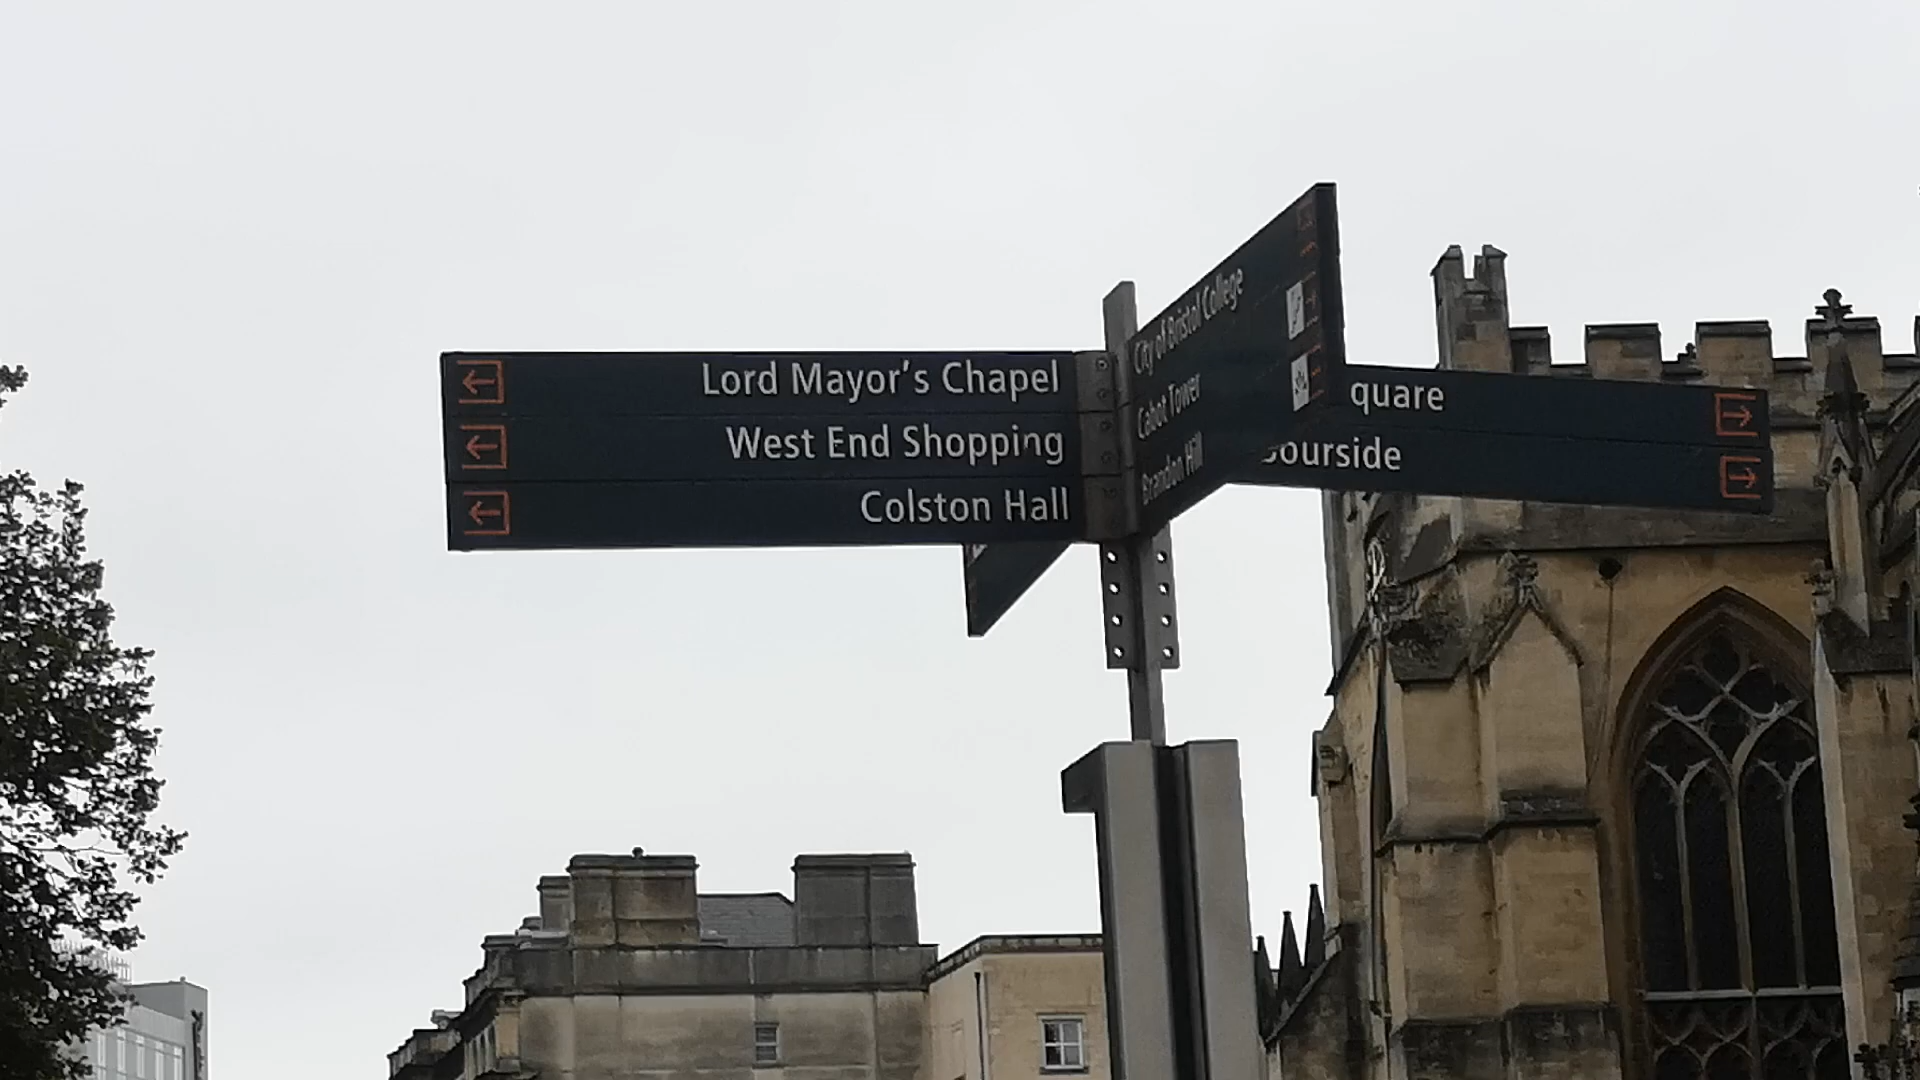 Lord Mayor's Chapel
West End Shopping
Colston Hall
City of Bristol College
Cabot Tower
Brandon Hill
quare
ourside